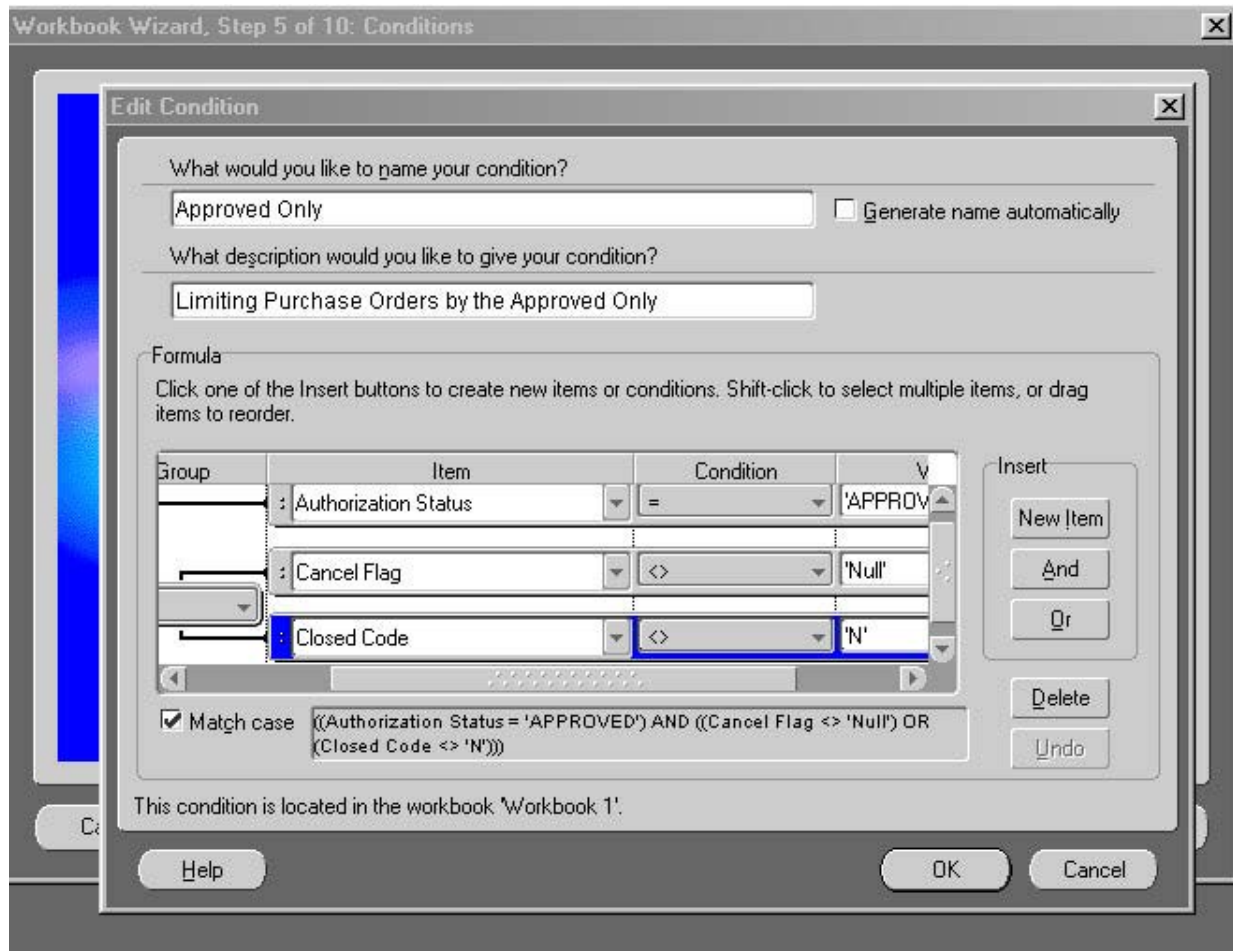 Workbook Wizard, Step 5 of 10: Conditions
Edit Condition
What would you like to name your condition?
Approved Only
Generate name automatically
What description would you like to give your condition?
Limiting Purchase Orders by the Approved Only
Formula
Click one of the Insert buttons to create new items or conditions. Shift-click to select multiple items, or drag
items to reorder.
Group Item Condition V
: Authorization Status = 'APPROV
: Cancel Flag <> 'Null'
: Closed Code <> 'N'
Insert
New Item
And
Or
Delete
Undo
Match case
((Authorization Status = 'APPROVED') AND ((Cancel Flag <> 'Null') OR
(Closed Code <> 'N')))
This condition is located in the workbook 'Workbook 1'.
Ca
Help OK Cancel